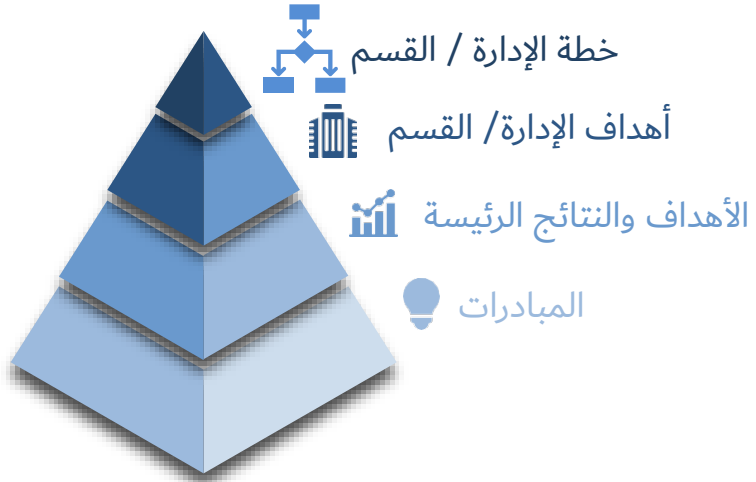 خطة الإدارة / القسم
أهداف الإدارة/ القسم
الأهداف والنتائج الرئيسة
المبادرات